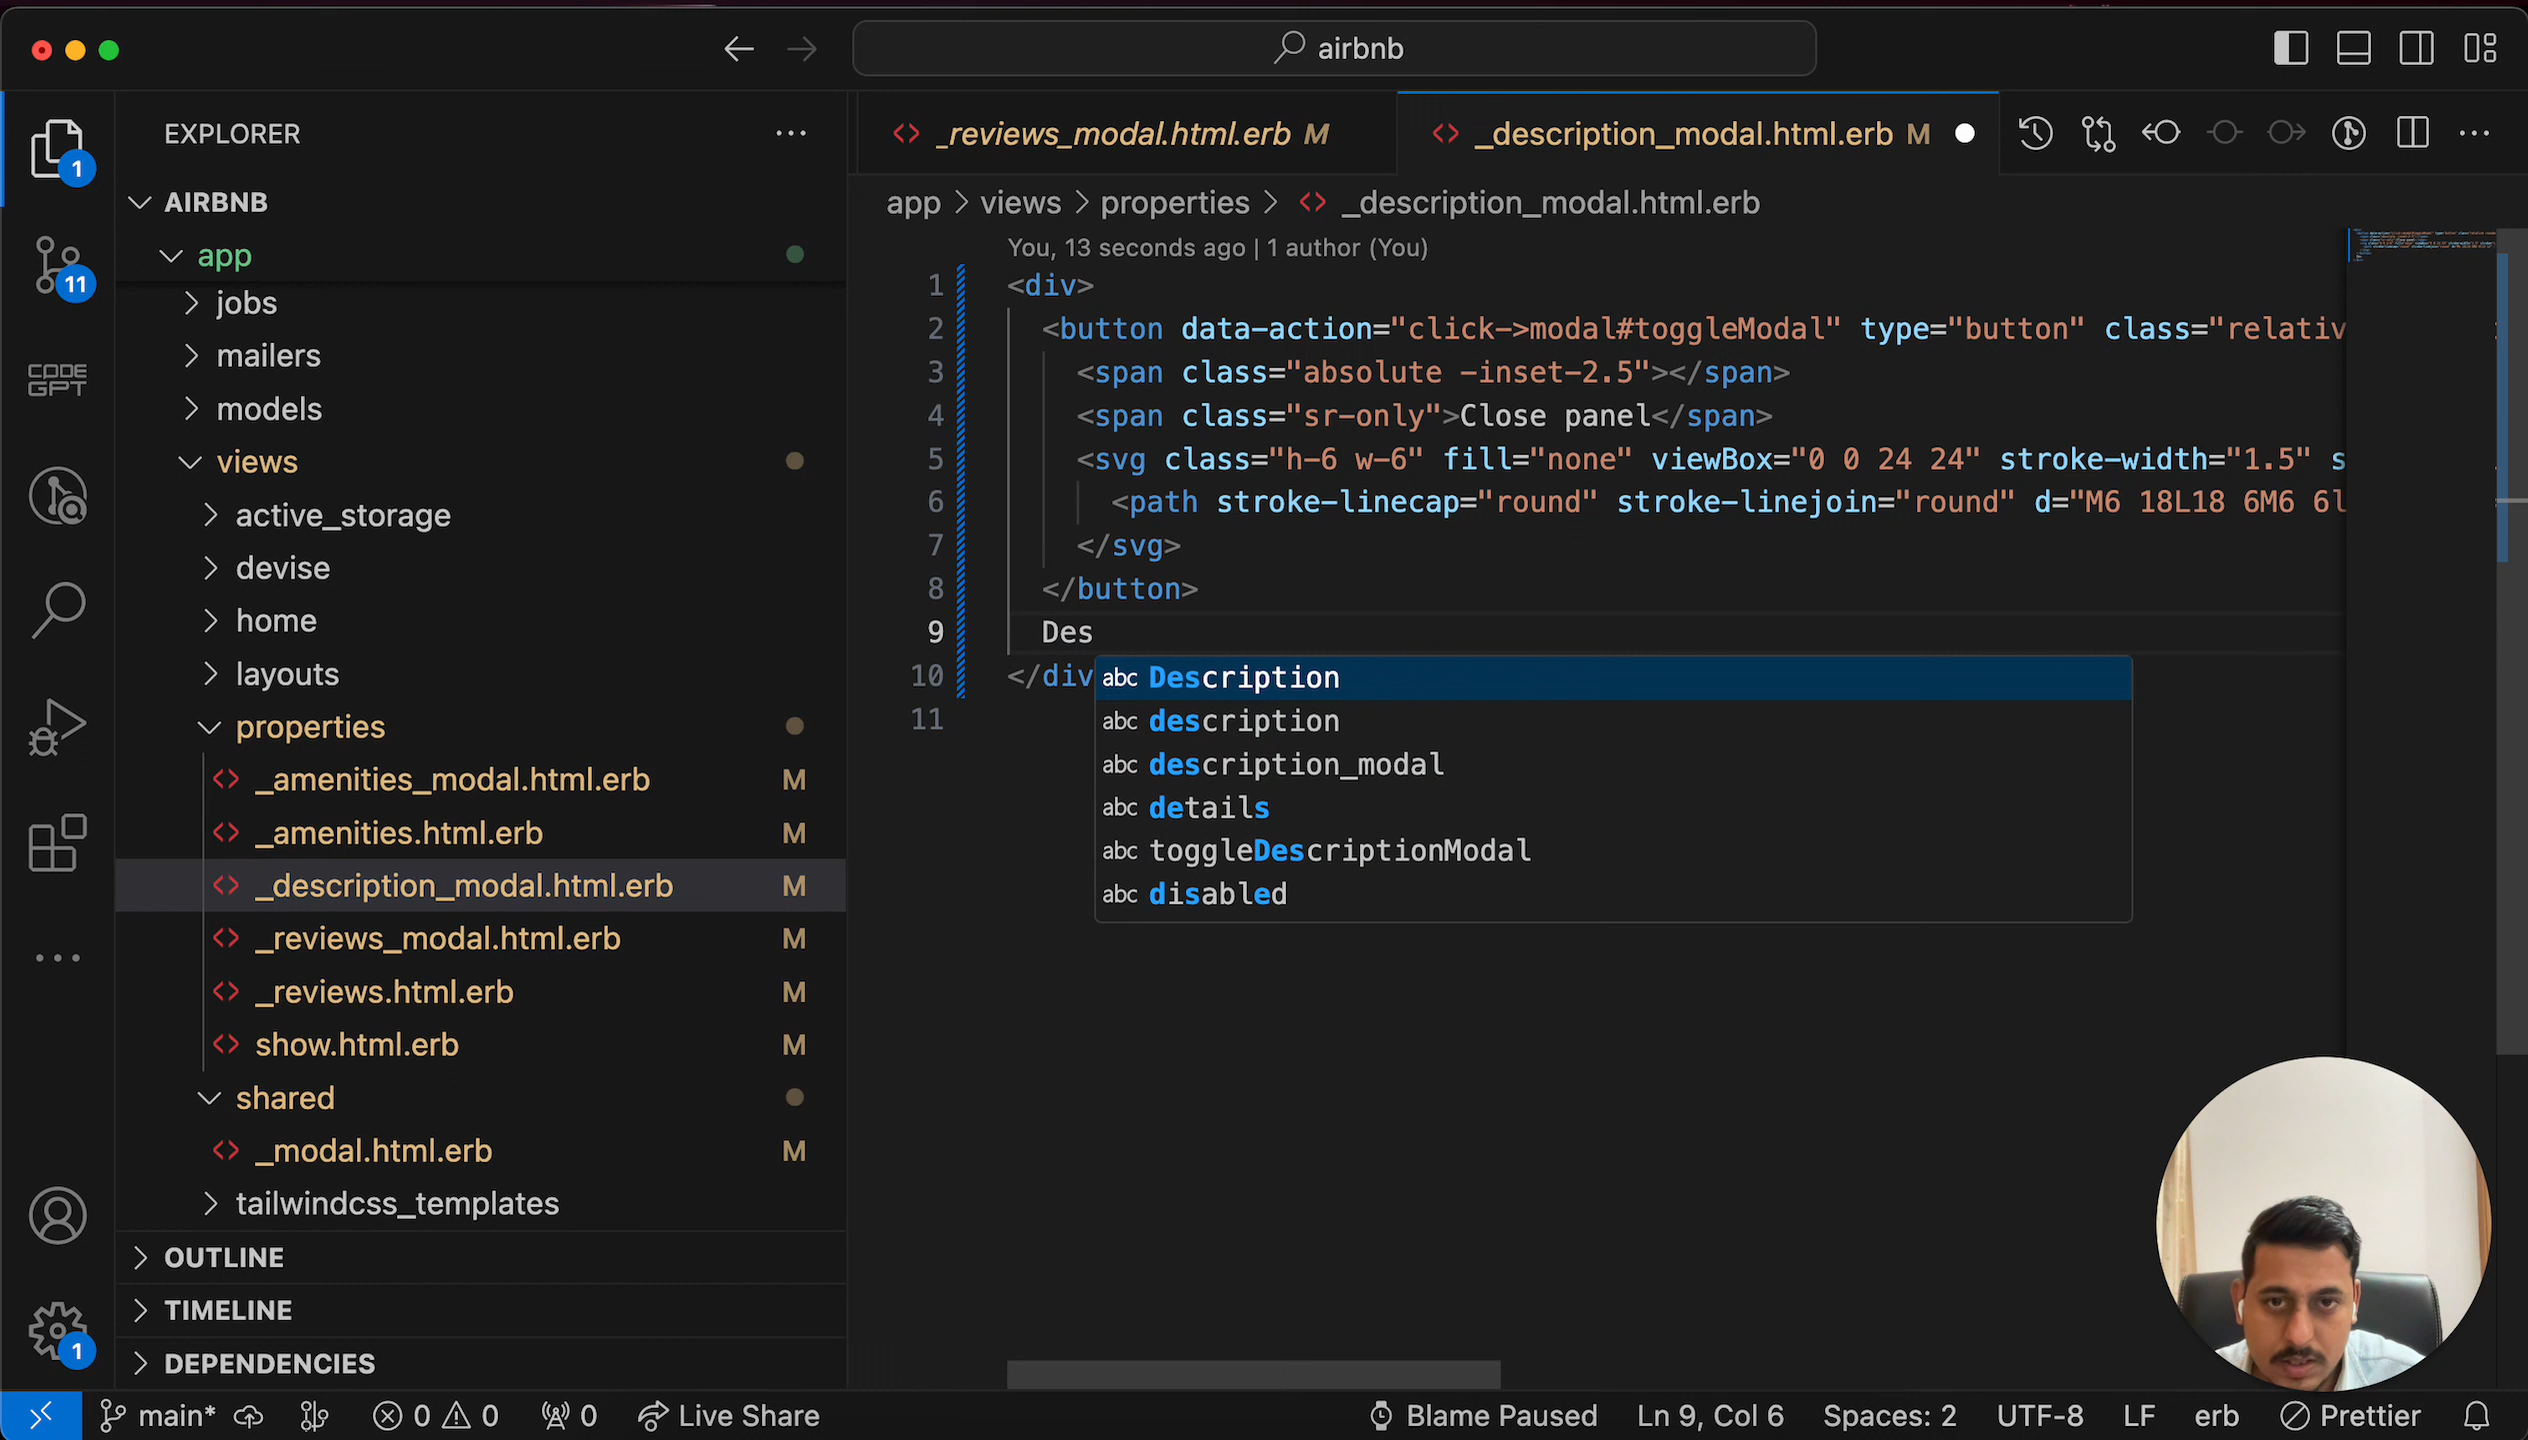 airbnb
EXPLORER
_reviews_modal.html.erb M
_description_modal.html.erb M
1
AIRBNB
app > views > properties > _description_modal.html.erb
app
You, 13 seconds ago | 1 author (You)
11
1 <div>
jobs
2 <button data-action="click->modal#toggleModal" type="button" class="relativ
mailers
3 <span class="absolute -inset-2.5"></span>
CODE
GPT
models
4 <span class="sr-only">Close panel</span>
views
5 <svg class="h-6 w-6" fill="none" viewBox="0 0 24 24" stroke-width="1.5" s
active_storage
6 <path stroke-linecap="round" stroke-linejoin="round" d="M6 18L18 6M6 6l
devise
7 </svg>
home
8 </button>
9 Des
layouts
10 </div
abc Description
properties
11
abc description
_amenities_modal.html.erb M
abc description_modal
_amenities.html.erb M
abc details
_description_modal.html.erb M
abc toggleDescriptionModal
abc disabled
_reviews_modal.html.erb M
_reviews.html.erb M
show.html.erb M
shared
_modal.html.erb M
tailwindcss_templates
OUTLINE
TIMELINE
1
DEPENDENCIES
main* 0 0 0 Live Share Blame Paused Ln 9, Col 6 Spaces: 2 UTF-8 LF erb Prettier